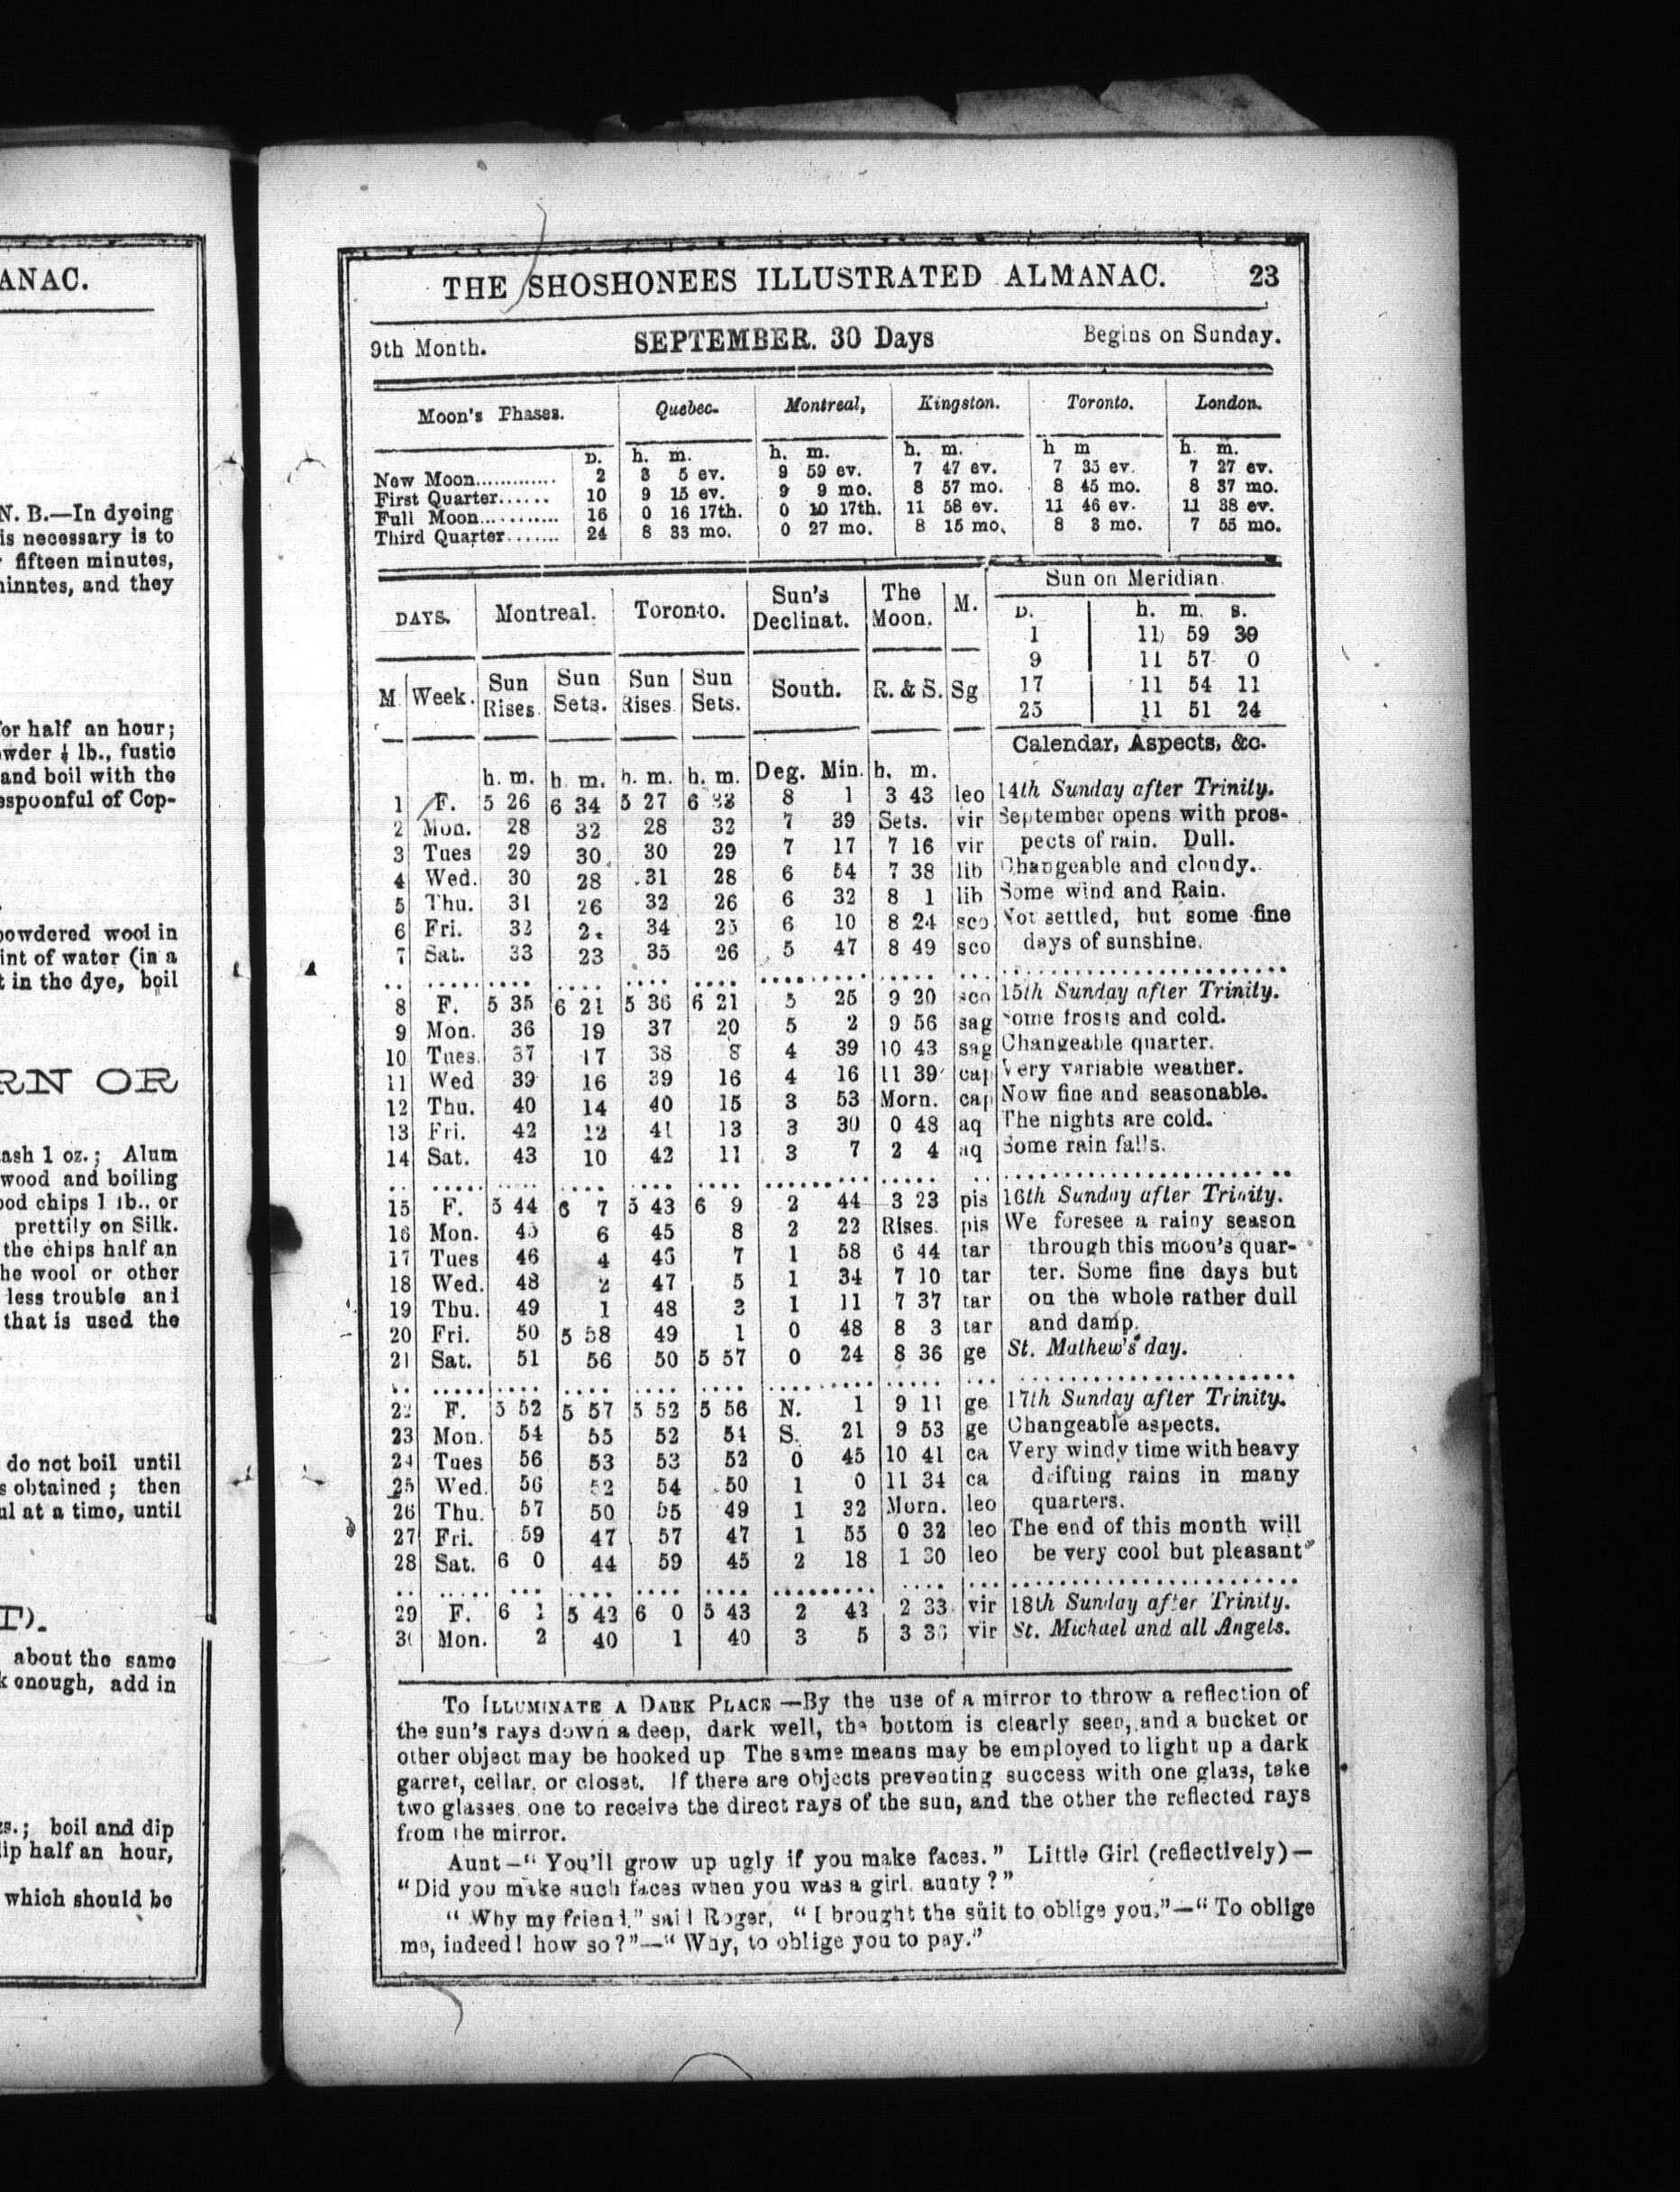 ANAC.
N. B.—In dyeing
is necessary is to
fifteen minutes,
ninntes, and they
for half an hour;
wder ½ lb., fustic
and boil with the
espoonful of Cop-
powdered wool in
int of water (in a
t in the dye, boil
RN OR
ash 1 oz.; Alum
wood and boiling
ood chips 1 lb., or
prettily on Silk.
the chips half an
he wool or other
less trouble and
that is used the
do not boil until
s obtained; then
ul at a time, until
T).
about the same
k enough, add in
zs.; boil and dip
lip half an hour,
which should be
THE SHOSHONEES ILLUSTRATED ALMANAC. 23
9th Month. SEPTEMBER. 30 Days Begins on Sunday.
Moon's Phases. Quebec. Montreal, Kingston. Toronto. London.
D. h. m. h. m. h. m. h m h. m.
New Moon............. 2 8 5 ev. 9 59 ev. 7 47 ev. 7 35 ev. 7 27 ev.
First Quarter...... 10 9 15 ev. 9 9 mo. 8 57 mo. 8 45 mo. 8 37 mo.
Full Moon........... 16 0 16 17th. 0 10 17th. 11 58 ev. 11 46 ev. 11 38 ev.
Third Quarter....... 24 8 33 mo. 0 27 mo. 8 15 mo. 8 3 mo. 7 55 mo.
DAYS. Montreal. Toronto. Sun's Declinat. The Moon. M. Sun on Meridian
D. h. m. s.
1 11 59 39
9 11 57 0
17 11 54 11
25 11 51 24
M Week. Sun Rises. Sun Sets. Sun Rises. Sun Sets. South. R. & S. Sg
Calendar, Aspects, &c.
h. m. h m. h. m. h. m. Deg. Min. h. m.
1 F. 5 26 6 34 5 27 6 33 8 1 3 43 leo 14th Sunday after Trinity.
2 Mon. 28 32 28 32 7 39 Sets. vir September opens with pros-
3 Tues 29 30 30 29 7 17 7 16 vir pects of rain. Dull.
4 Wed. 30 28 31 28 6 54 7 38 lib Changeable and cloudy.
5 Thu. 31 26 32 26 6 32 8 1 lib Some wind and Rain.
6 Fri. 32 34 25 6 10 8 24 sco Not settled, but some fine
7 Sat. 33 23 35 26 5 47 8 49 sco days of sunshine.
8 F. 5 35 6 21 5 36 6 21 5 25 9 20 sco 15th Sunday after Trinity.
9 Mon. 36 19 37 20 5 2 9 56 sag Some frosts and cold.
10 Tues. 37 17 38 8 4 39 10 43 sag Changeable quarter.
11 Wed 39 16 39 16 4 16 11 39 cap Very variable weather.
12 Thu. 40 14 40 15 3 53 Morn. cap Now fine and seasonable.
13 Fri. 42 12 41 13 3 30 0 48 aq The nights are cold.
14 Sat. 43 10 42 11 3 7 2 4 aq Some rain falls.
15 F. 5 44 6 7 5 43 6 9 2 44 3 23 pis 16th Sunday after Trinity.
16 Mon. 45 6 45 8 2 22 Rises. pis We foresee a rainy season
17 Tues 46 4 46 7 1 58 6 44 tar through this moon's quar-
18 Wed. 48 2 47 5 1 34 7 10 tar ter. Some fine days but
19 Thu. 49 1 48 3 1 11 7 37 tar on the whole rather dull
20 Fri. 50 5 58 49 1 0 48 8 3 tar and damp.
21 Sat. 51 56 50 5 57 0 24 8 36 ge St. Mathew's day.
22 F. 5 52 5 57 5 52 5 56 N. 1 9 11 ge 17th Sunday after Trinity.
23 Mon. 54 55 52 54 S. 21 9 53 ge Changeable aspects.
24 Tues 56 53 53 52 0 45 10 41 ca Very windy time with heavy
25 Wed. 56 52 54 50 1 0 11 34 ca drifting rains in many
26 Thu. 57 50 55 49 1 32 Morn. leo quarters.
27 Fri. 59 47 57 47 1 55 0 32 leo The end of this month will
28 Sat. 6 0 44 59 45 2 18 1 30 leo be very cool but pleasant
29 F. 6 1 5 42 6 0 5 43 2 42 2 33 vir 18th Sunday after Trinity.
30 Mon. 2 40 1 40 3 5 3 36 vir St. Michael and all Angels.
TO ILLUMINATE A DARK PLACE —By the use of a mirror to throw a reflection of
the sun's rays down a deep, dark well, the bottom is clearly seen, and a bucket or
other object may be hooked up The same means may be employed to light up a dark
garret, cellar, or closet. If there are objects preventing success with one glass, take
two glasses, one to receive the direct rays of the sun, and the other the reflected rays
from the mirror.
Aunt—"You'll grow up ugly if you make faces." Little Girl (reflectively)—
"Did you make such faces when you was a girl, aunty?"
"Why my friend," said Roger, "I brought the suit to oblige you,"—"To oblige
me, indeed! how so?"—"Why, to oblige you to pay."